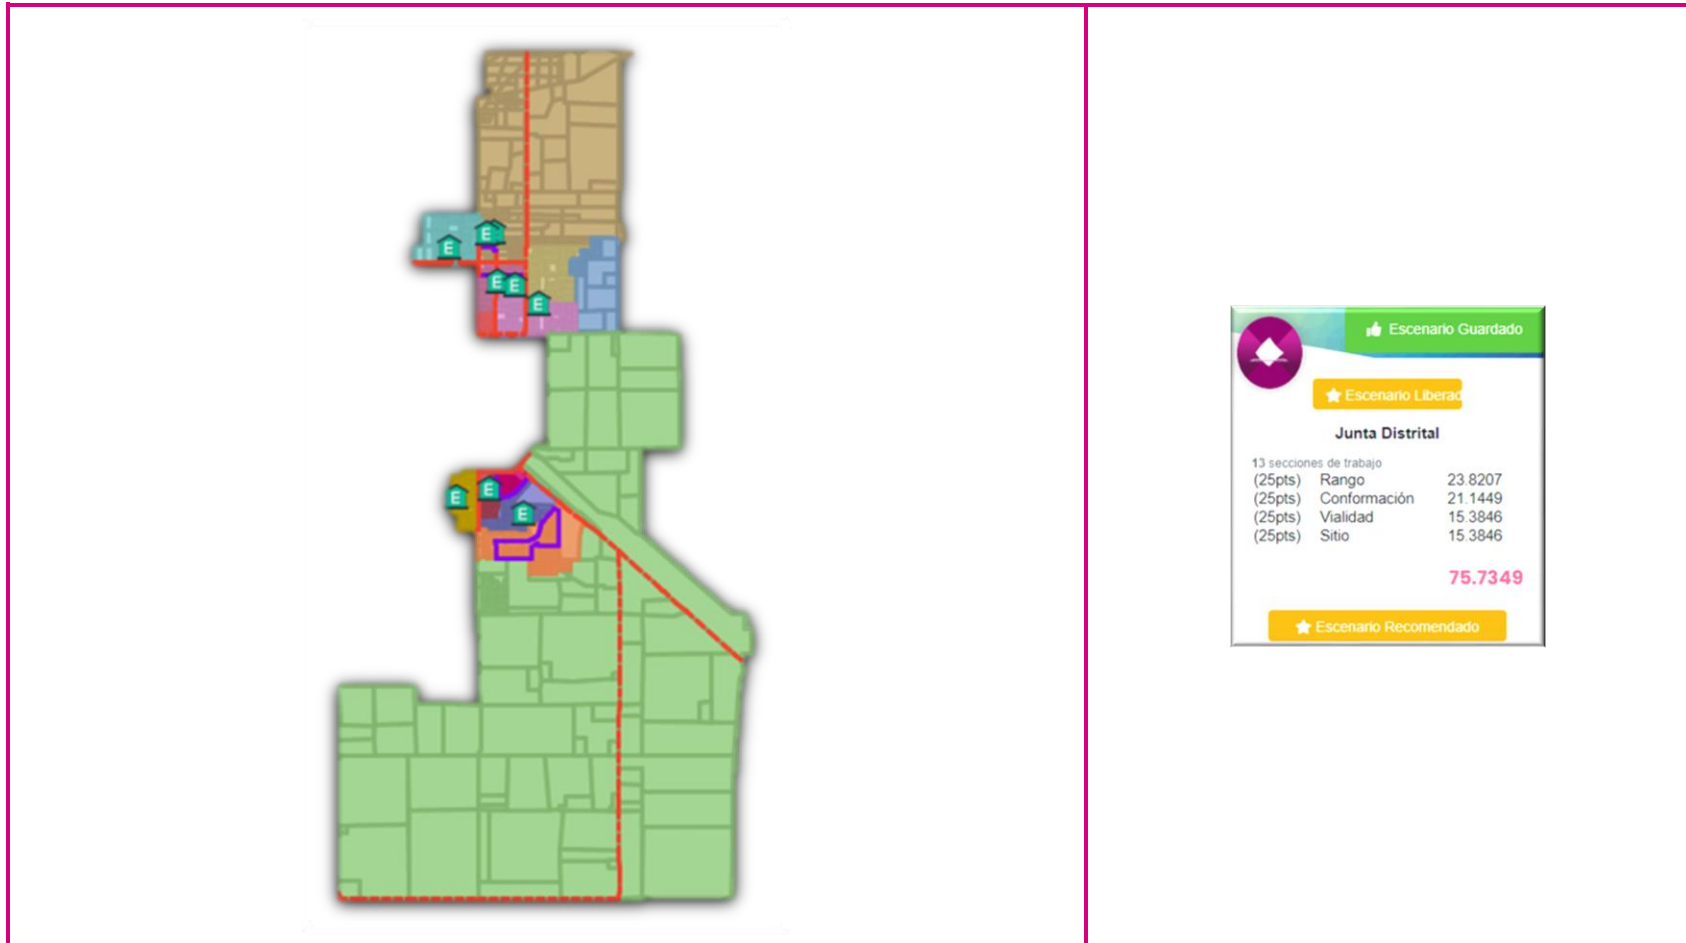 E
E
E
E
E
E
E
E
Escenario Guardado
Escenario Liberad
Junta Distrital
13 secciones de trabajo
(25pts) Rango 23.8207
(25pts) Conformación 21.1449
(25pts) Vialidad 15.3846
(25pts) Sitio 15.3846
75.7349
Escenario Recomendado